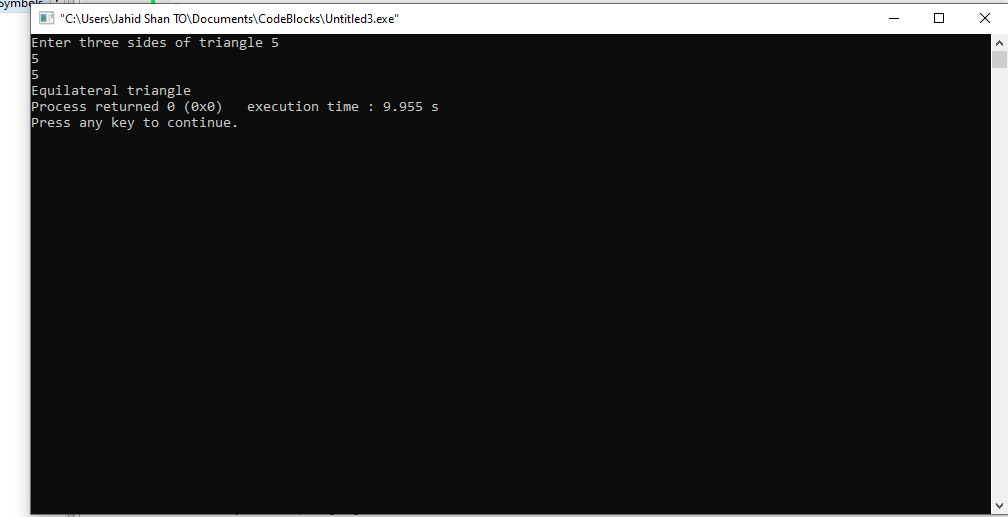 Symbols
"C:\Users\Jahid Shan TO\Documents\CodeBlocks\Untitled3.exe"
Enter three sides of triangle 5
5
5
Equilateral triangle
Process returned 0 (0x0)   execution time : 9.955 s
Press any key to continue.